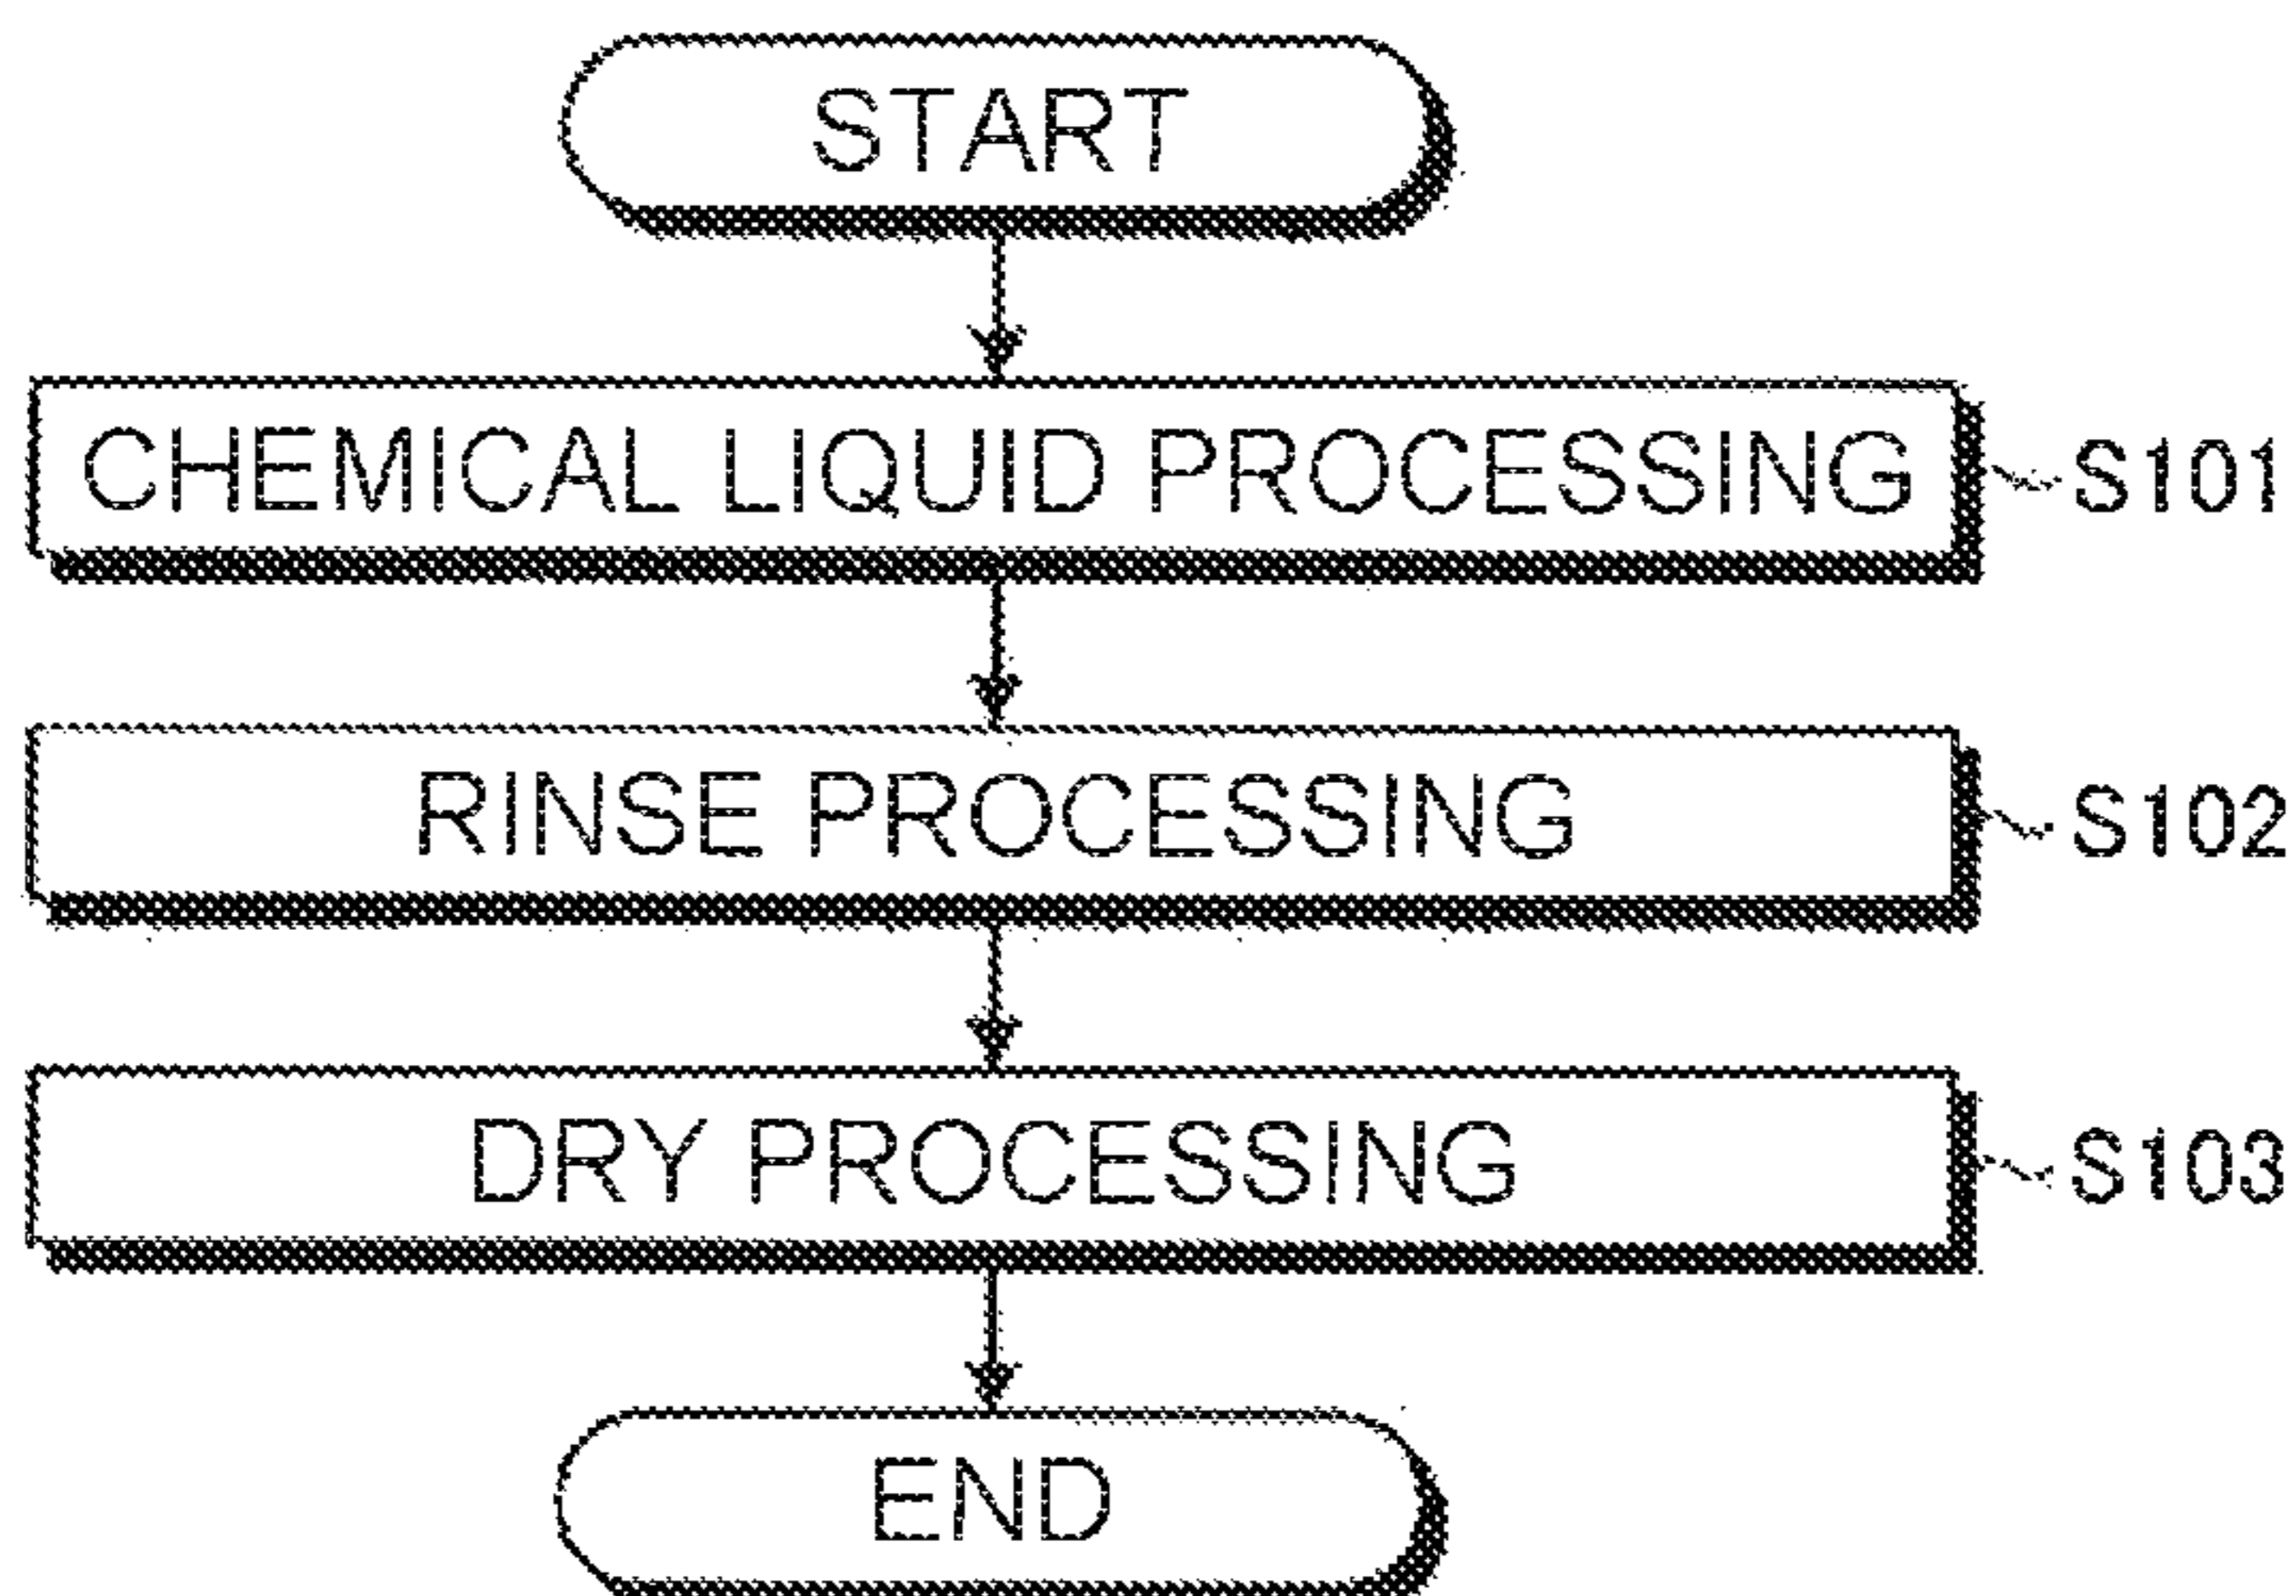 START
CHEMICAL LIQUID PROCESSING S101
RINSE PROCESSING S102
DRY PROCESSING S103
END